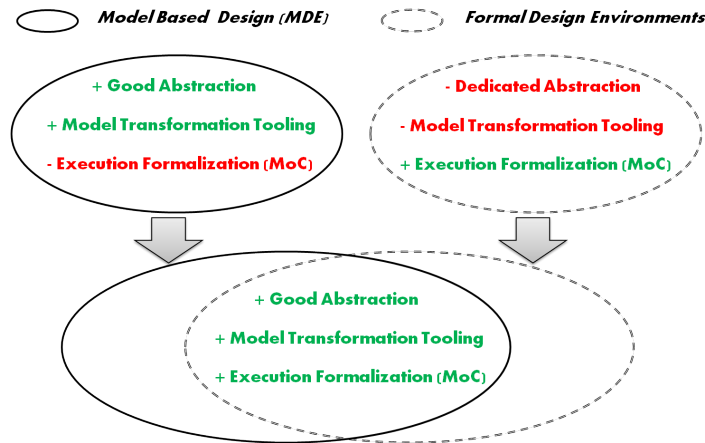 Model Based Design (MDE)
Formal Design Environments
+ Good Abstraction
+ Model Transformation Tooling
- Execution Formalization (MoC)
- Dedicated Abstraction
- Model Transformation Tooling
+ Execution Formalization (MoC)
+ Good Abstraction
+ Model Transformation Tooling
+ Execution Formalization (MoC)